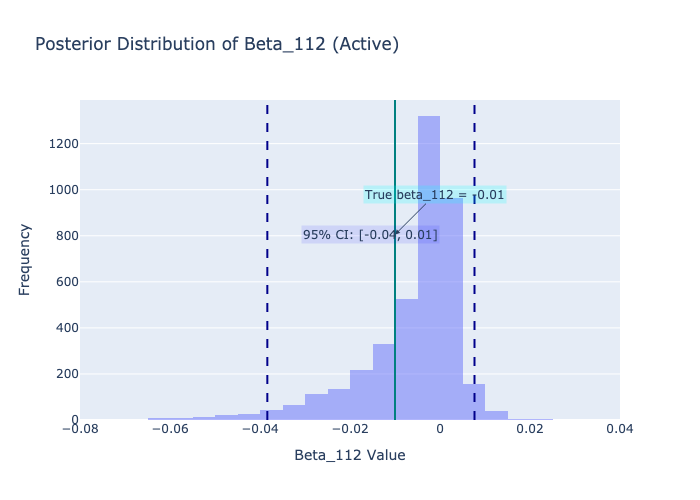 Posterior Distribution of Beta_112 (Active)
1200
1000
800
600
400
200
0
True beta_112 = -0.01
95% CI: [-0.04, 0.01]
−0.08
−0.06
−0.04
−0.02
0
0.02
0.04
Beta_112 Value
Frequency